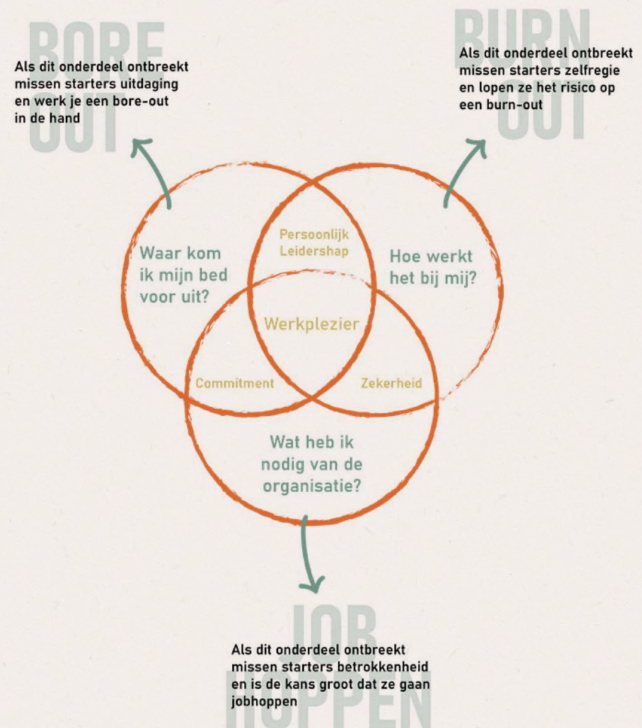 BORE
OUT
Als dit onderdeel ontbreekt
missen starters uitdaging
en werk je een bore-out
in de hand
BURN
OUT
Als dit onderdeel ontbreekt
missen starters zelfregie
en lopen ze het risico op
een burn-out
Persoonlijk
Leidershap
Waar kom
ik mijn bed
voor uit?
Hoe werkt
het bij mij?
Werkplezier
Commitment
Zekerheid
Wat heb ik
nodig van de
organisatie?
JOB
HOPPEN
Als dit onderdeel ontbreekt
missen starters betrokkenheid
en is de kans groot dat ze gaan
jobhoppen